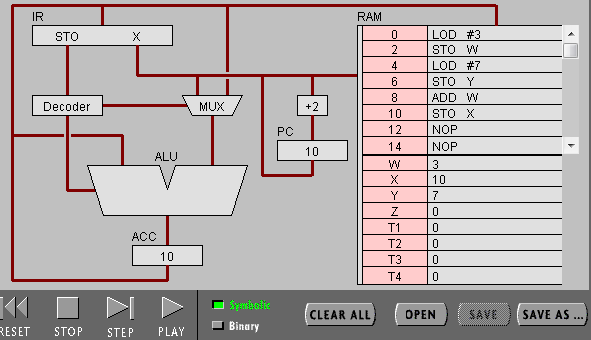 IR
STO X
Decoder
MUX
+2
PC
10
ALU
ACC
10
RAM
0 LOD #3
2 STO W
4 LOD #7
6 STO Y
8 ADD W
10 STO X
12 NOP
14 NOP
W 3
X 10
Y 7
Z 0
T1 0
T2 0
T3 0
T4 0
RESET STOP STEP PLAY
Symbolic
Binary
CLEAR ALL OPEN SAVE SAVE AS ...